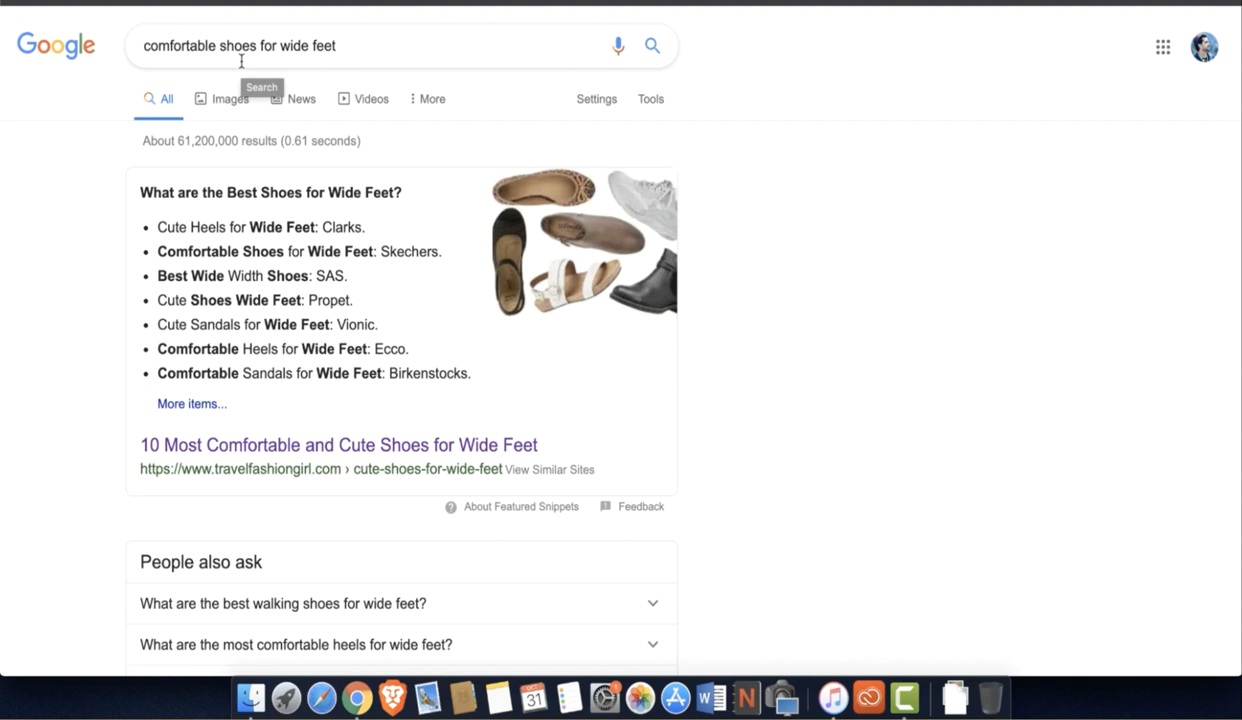 Google
comfortable shoes for wide feet
Search
All Images News Videos More Settings Tools
About 61,200,000 results (0.61 seconds)
What are the Best Shoes for Wide Feet?
• Cute Heels for Wide Feet: Clarks.
• Comfortable Shoes for Wide Feet: Skechers.
• Best Wide Width Shoes: SAS.
• Cute Shoes Wide Feet: Propet.
• Cute Sandals for Wide Feet: Vionic.
• Comfortable Heels for Wide Feet: Ecco.
• Comfortable Sandals for Wide Feet: Birkenstocks.
More items...
10 Most Comfortable and Cute Shoes for Wide Feet
https://www.travelfashiongirl.com › cute-shoes-for-wide-feet View Similar Sites
About Featured Snippets Feedback
People also ask
What are the best walking shoes for wide feet?
What are the most comfortable heels for wide feet?
31
W
N
C